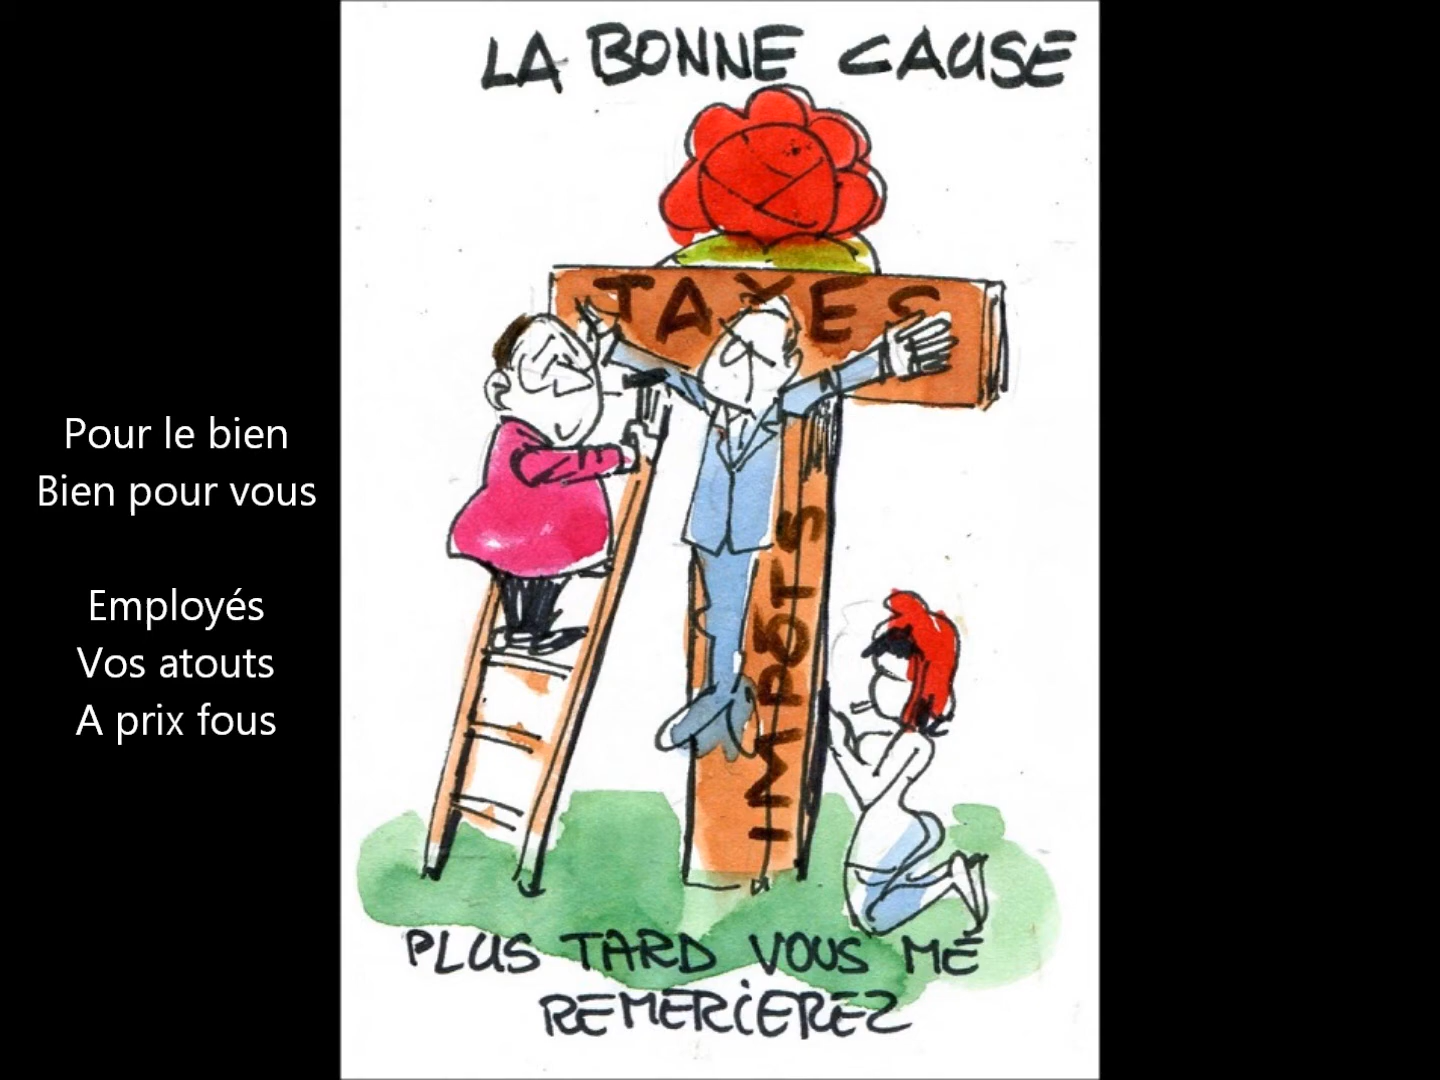 LA BONNE CAUSE
TAXES
IMPÔTS
Pour le bien
Bien pour vous
Employés
Vos atouts
A prix fous
PLUS TARD VOUS ME
REMERCIEREZ